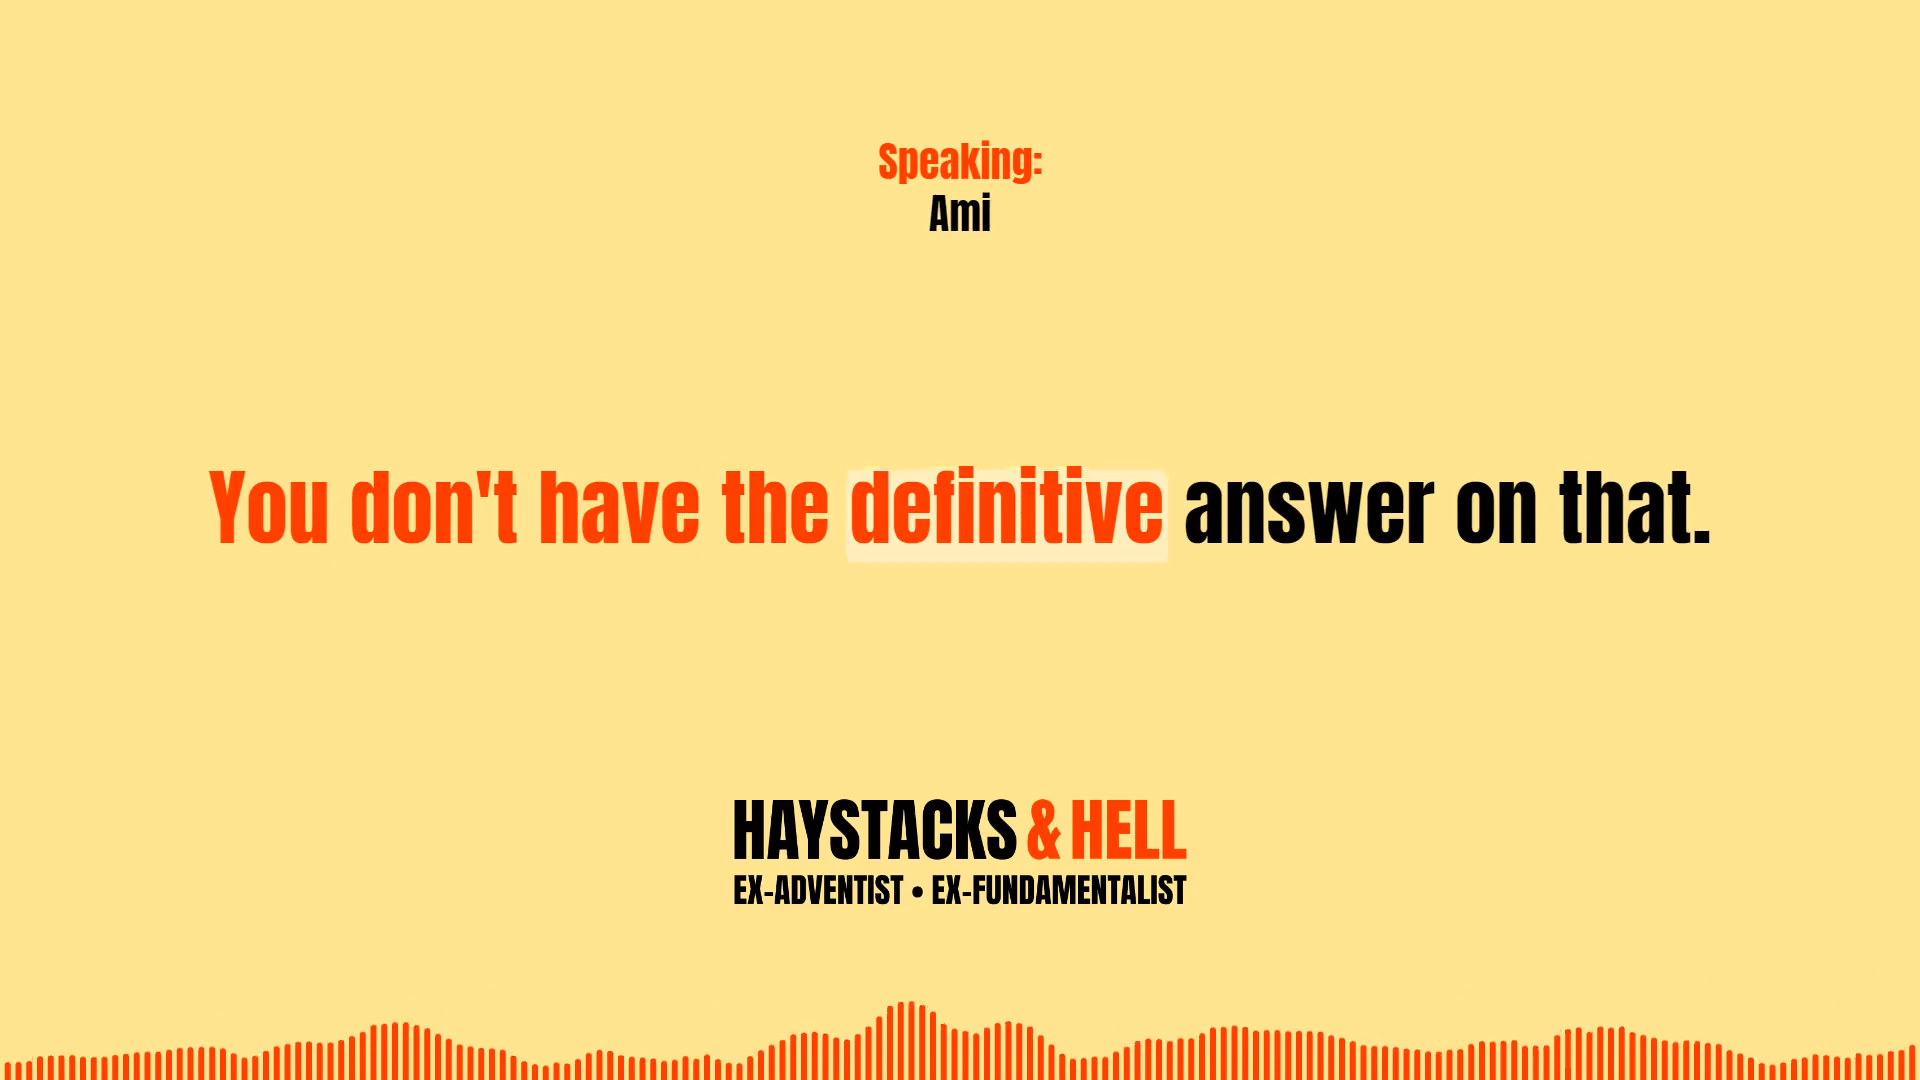 Speaking:
Ami
You don't have the definitive answer on that.
HAYSTACKS & HELL
EX-ADVENTIST • EX-FUNDAMENTALIST